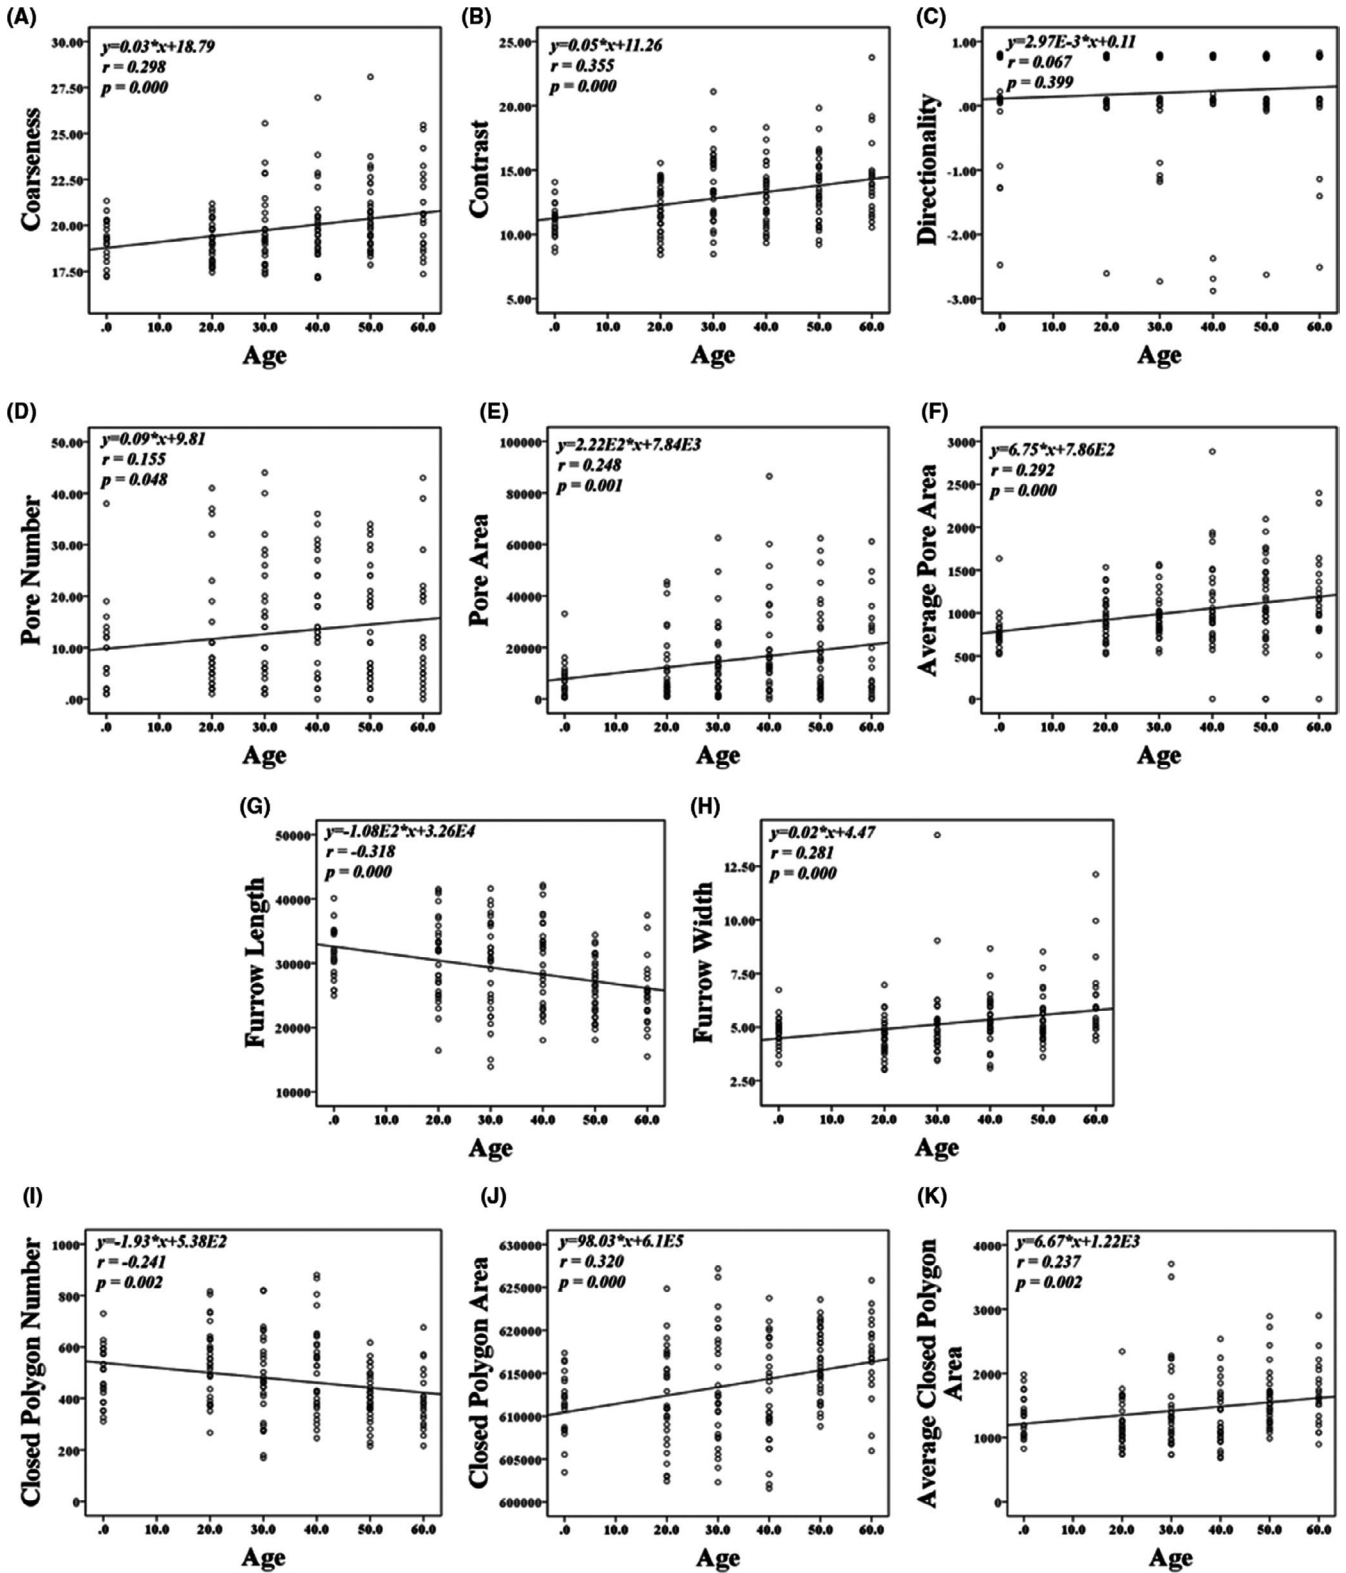 (A)
y=0.03*x+18.79
r = 0.298
p = 0.000
Coarseness
30.00
27.50
25.00
22.50
20.00
17.50
.0 10.0 20.0 30.0 40.0 50.0 60.0
Age
(B)
y=0.05*x+11.26
r = 0.355
p = 0.000
Contrast
25.00
20.00
15.00
10.00
5.00
.0 10.0 20.0 30.0 40.0 50.0 60.0
Age
(C)
y=2.97E-3*x+0.11
r = 0.067
p = 0.399
Directionality
1.00
.00
-1.00
-2.00
-3.00
.0 10.0 20.0 30.0 40.0 50.0 60.0
Age
(D)
y=0.09*x+9.81
r = 0.155
p = 0.048
Pore Number
50.00
40.00
30.00
20.00
10.00
.00
.0 10.0 20.0 30.0 40.0 50.0 60.0
Age
(E)
y=2.22E2*x+7.84E3
r = 0.248
p = 0.001
Pore Area
100000
80000
60000
40000
20000
0
.0 10.0 20.0 30.0 40.0 50.0 60.0
Age
(F)
y=6.75*x+7.86E2
r = 0.292
p = 0.000
Average Pore Area
3000
2500
2000
1500
1000
500
0
.0 10.0 20.0 30.0 40.0 50.0 60.0
Age
(G)
y=-1.08E2*x+3.26E4
r = -0.318
p = 0.000
Furrow Length
50000
40000
30000
20000
10000
.0 10.0 20.0 30.0 40.0 50.0 60.0
Age
(H)
y=0.02*x+4.47
r = 0.281
p = 0.000
Furrow Width
12.50
10.00
7.50
5.00
2.50
.0 10.0 20.0 30.0 40.0 50.0 60.0
Age
(I)
y=-1.93*x+5.38E2
r = -0.241
p = 0.002
Closed Polygon Number
1000
800
600
400
200
0
.0 10.0 20.0 30.0 40.0 50.0 60.0
Age
(J)
y=98.03*x+6.1E5
r = 0.320
p = 0.000
Closed Polygon Area
630000
625000
620000
615000
610000
605000
600000
.0 10.0 20.0 30.0 40.0 50.0 60.0
Age
(K)
y=6.67*x+1.22E3
r = 0.237
p = 0.002
Average Closed Polygon
Area
4000
3000
2000
1000
0
.0 10.0 20.0 30.0 40.0 50.0 60.0
Age